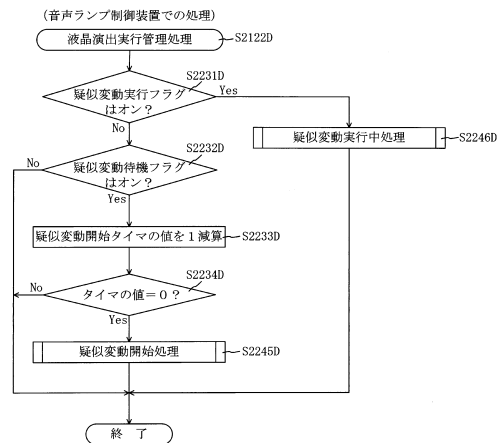 (音声ランプ制御装置での処理)
液晶演出実行管理処理
S2122D
S2231D
疑似変動実行フラグ
はオン?
Yes
No
疑似変動実行中処理
S2246D
S2232D
No
疑似変動待機フラグ
はオン?
Yes
疑似変動開始タイマの値を1減算
S2233D
S2234D
No
タイマの値=0?
Yes
疑似変動開始処理
S2245D
終了